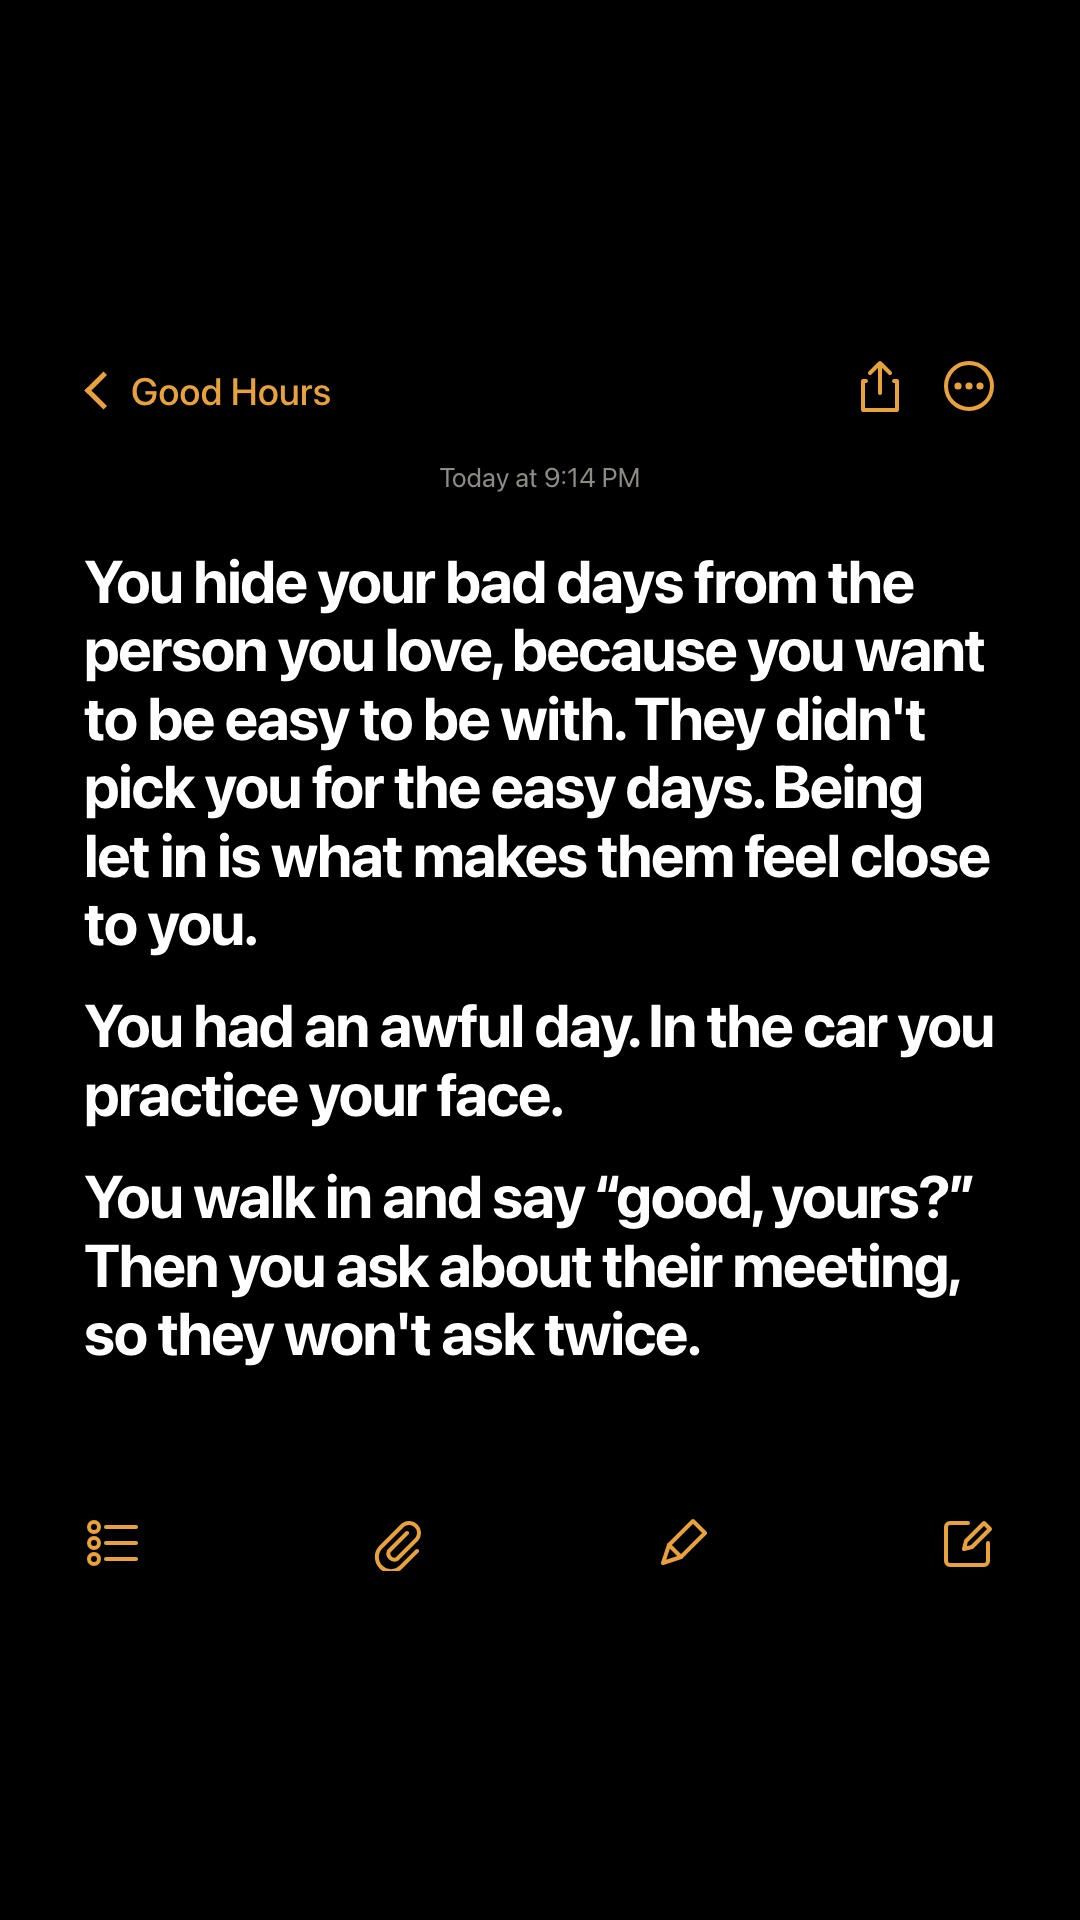 Good Hours
Today at 9:14 PM
You hide your bad days from the
person you love, because you want
to be easy to be with. They didn't
pick you for the easy days. Being
let in is what makes them feel close
to you.
You had an awful day. In the car you
practice your face.
You walk in and say “good, yours?”
Then you ask about their meeting,
so they won't ask twice.